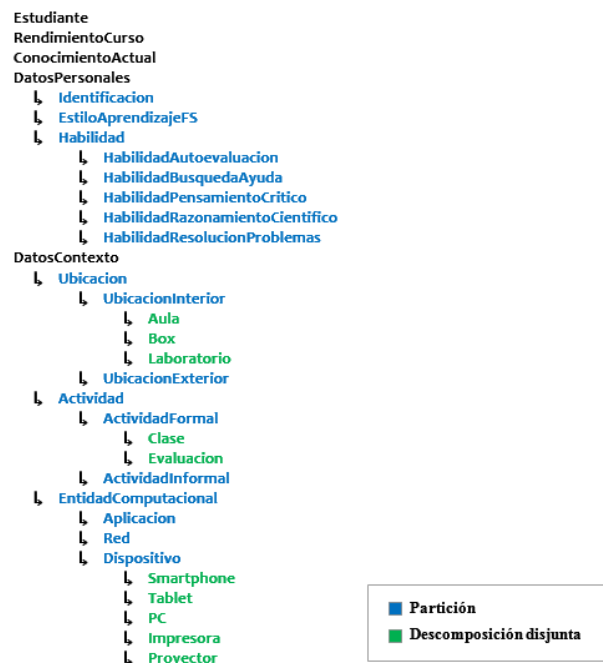 Estudiante
RendimientoCurso
ConocimientoActual
DatosPersonales
Identificacion
EstiloAprendizajeFS
Habilidad
HabilidadAutoevaluacion
HabilidadBusquedaAyuda
HabilidadPensamientoCritico
HabilidadRazonamientoCientifico
HabilidadResolucionProblemas
DatosContexto
Ubicacion
UbicacionInterior
Aula
Box
Laboratorio
UbicacionExterior
Actividad
ActividadFormal
Clase
Evaluacion
ActividadInformal
EntidadComputacional
Aplicacion
Red
Dispositivo
Smartphone
Tablet
PC
Impresora
Proyector
Partición
Descomposición disjunta